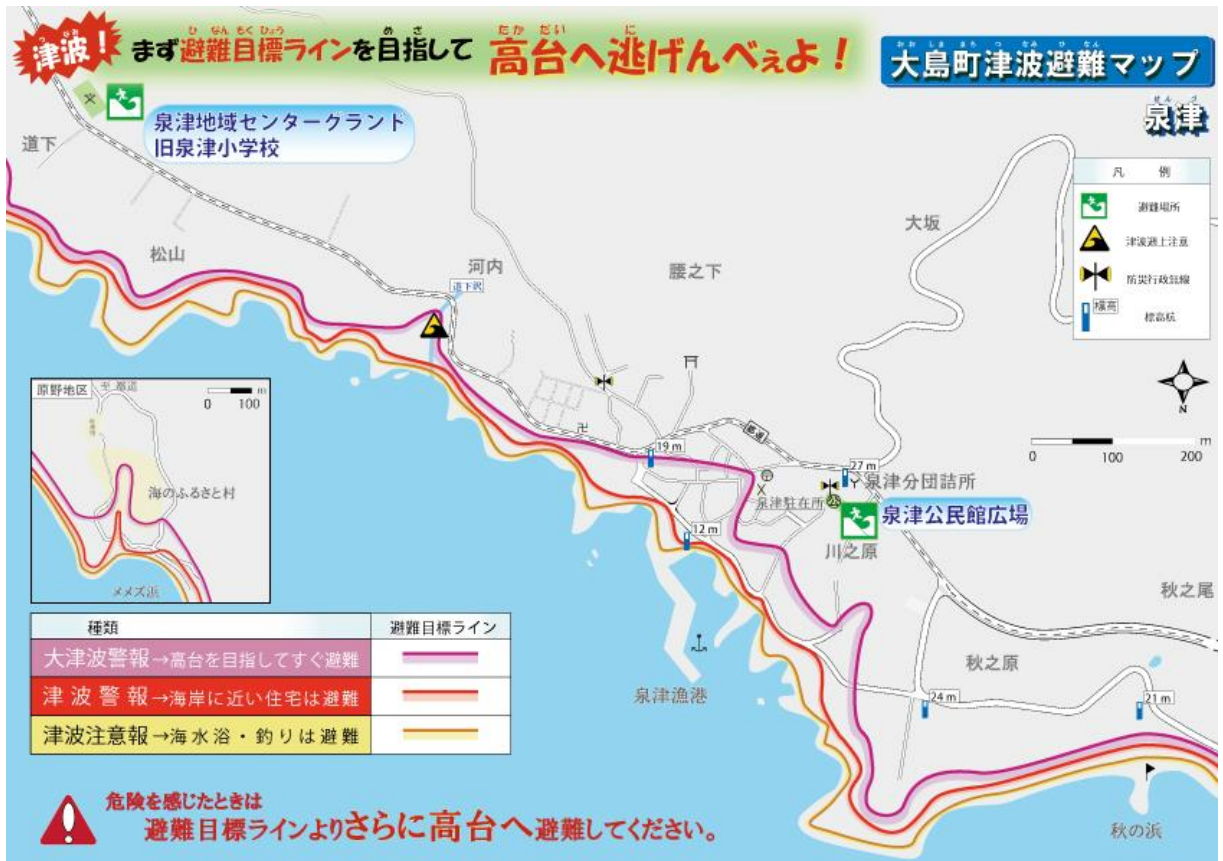 津波！
まず避難目標ラインを目指して
高台へ逃げんべぇよ！
大島町津波避難マップ
泉津
文
泉津地域センターグランド
旧泉津小学校
道下
松山
河内
道下沢
腰之下
大坂
凡 例
避難場所
津波遡上注意
防災行政無線
標高
標高杭
N
m
0 100 200
都道
19 m
27 m
泉津分団詰所
泉津駐在所
公
泉津公民館広場
12 m
川之原
秋之尾
秋之原
24 m
21 m
泉津漁港
秋の浜
原野地区
至 都道
m
0 100
海のふるさと村
メメズ浜
種類 避難目標ライン
大津波警報→高台を目指してすぐ避難
津波警報→海岸に近い住宅は避難
津波注意報→海水浴・釣りは避難
危険を感じたときは
避難目標ラインよりさらに高台へ避難してください。